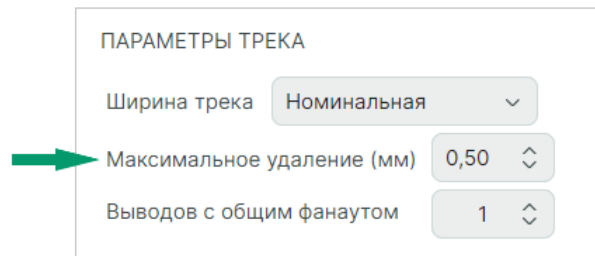 ПАРАМЕТРЫ ТРЕКА
Ширина трека Номинальная
Максимальное удаление (мм) 0,50
Выводов с общим фанаутом 1